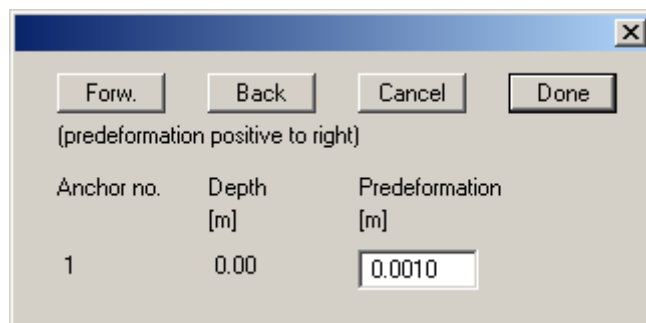 Forw. Back Cancel Done
(predeformation positive to right)
Anchor no. Depth Predeformation
[m] [m]
1 0.00 0.0010